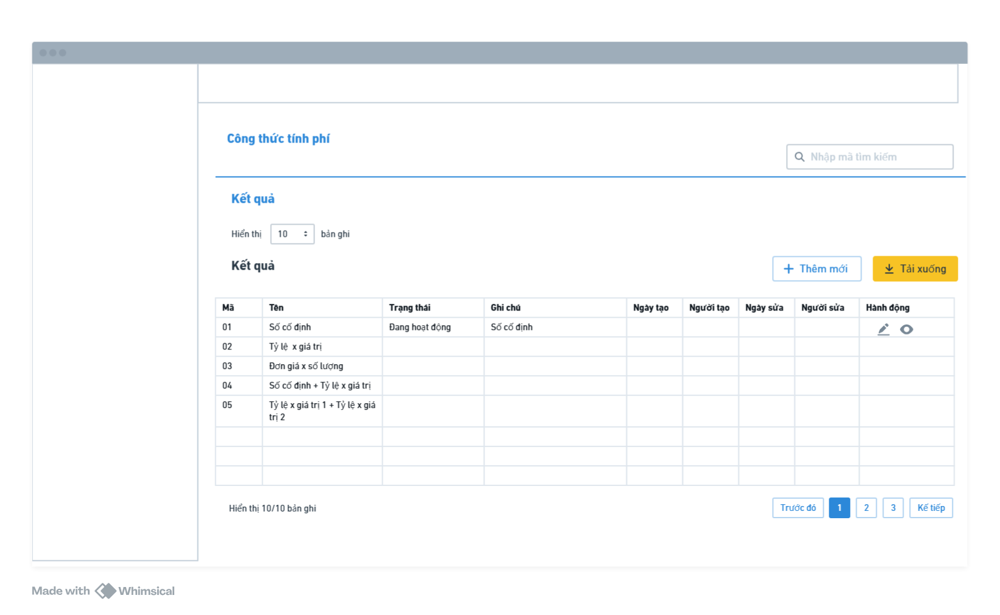 Công thức tính phí
Nhập mã tìm kiếm
Kết quả
Hiển thị 10 bản ghi
Kết quả
Thêm mới Tải xuống
Mã Tên Trạng thái Ghi chú Ngày tạo Người tạo Ngày sửa Người sửa Hành động
01 Số cố định Đang hoạt động Số cố định
02 Tỷ lệ x giá trị
03 Đơn giá x số lượng
04 Số cố định + Tỷ lệ x giá trị
05 Tỷ lệ x giá trị 1 + Tỷ lệ x giá
trị 2
Hiển thị 10/10 bản ghi Trước đó 1 2 3 Kế tiếp
Made with Whimsical